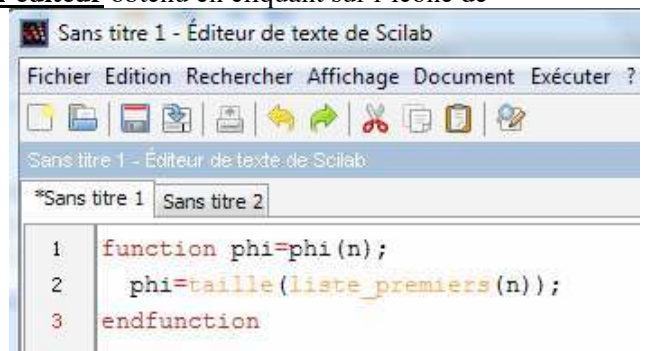 éditeur obtenu en cliquant sur l'icône de
Sans titre 1 - Éditeur de texte de Scilab
Fichier Edition Rechercher Affichage Document Exécuter ?
Sans titre 1 - Éditeur de texte de Scilab
*Sans titre 1 Sans titre 2
1 function phi=phi(n);
2 phi=taille(liste_premiers(n));
3 endfunction